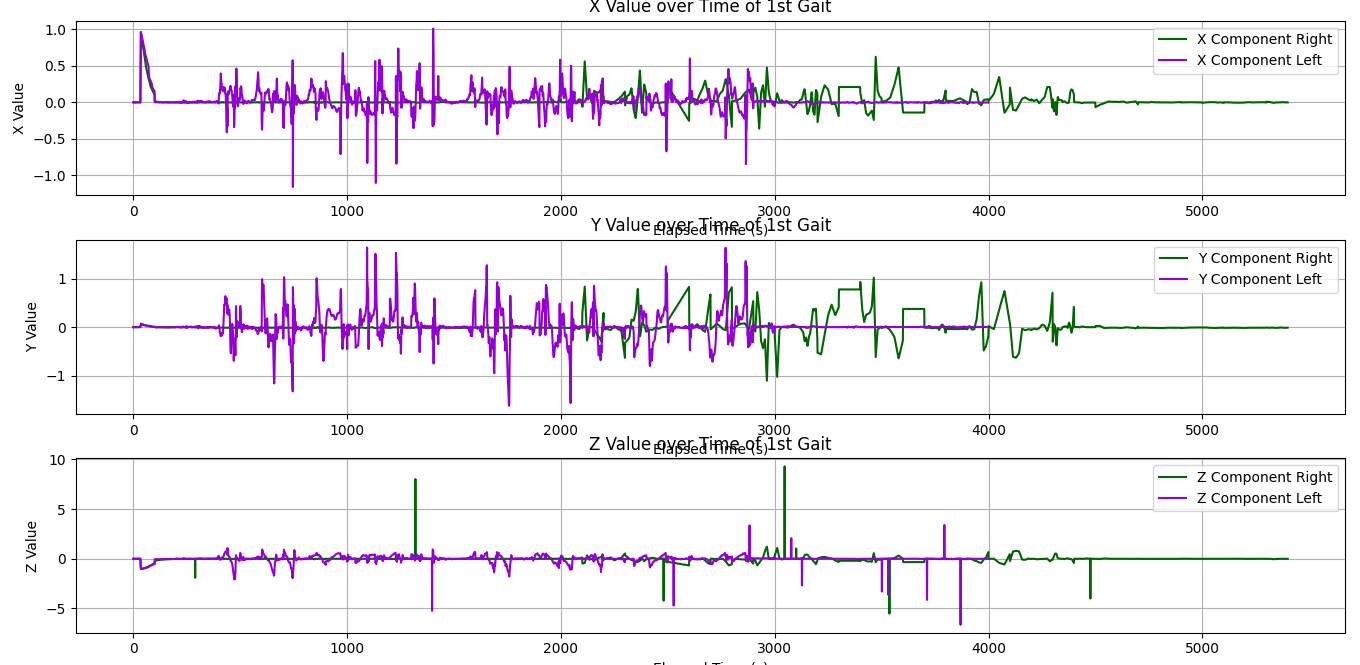 X Value over Time of 1st Gait
1.0
0.5
0.0
−0.5
−1.0
X Value
X Component Right
X Component Left
0 1000 2000 3000 4000 5000
Elapsed Time (s)
Y Value over Time of 1st Gait
1
0
−1
Y Value
Y Component Right
Y Component Left
0 1000 2000 3000 4000 5000
Elapsed Time (s)
Z Value over Time of 1st Gait
10
5
0
−5
Z Value
Z Component Right
Z Component Left
0 1000 2000 3000 4000 5000
Elapsed Time (s)